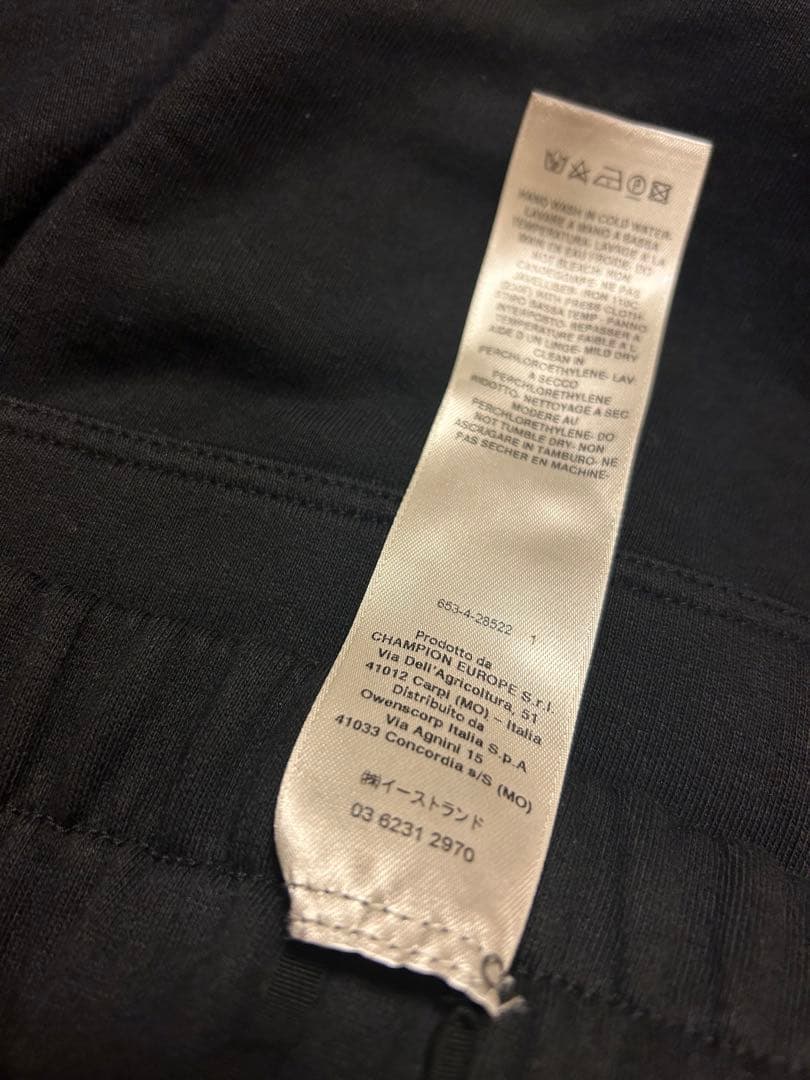 HAND WASH IN COLD WATER-
LAVARE A MANO A BASSA
TEMPERATURA- LAVAGE A LA
MAIN EN EAU FROIDE- DO
NOT BLEACH- NON
CANDEGGIARE- NE PAS
JAVELLISER- IRON 110C
WITH PRESS CLOTH-
STIRO BASSA TEMP. PANNO
INTERPOSTO- REPASSER A
TEMPERATURE FAIBLE A L'
AIDE D'UN LINGE- MILD DRY
CLEAN IN
PERCHLOROETHYLENE- LAV.
A SECCO
PERCHLORETHYLENE
RIDOTTO- NETTOYAGE A SEC
MODERE AU
PERCHLORETHYLENE- DO
NOT TUMBLE DRY- NON
ASCIUGARE IN TAMBURO- NE
PAS SECHER EN MACHINE-
653-4-28522 1
Prodotto da
CHAMPION EUROPE S.r.l.
Via Dell'Agricoltura, 51
41012 Carpi (MO) – Italia
Distribuito da
Owenscorp Italia S.p.A
Via Agnini 15
41033 Concordia s/S (MO)
㈱イーストランド
03 6231 2970